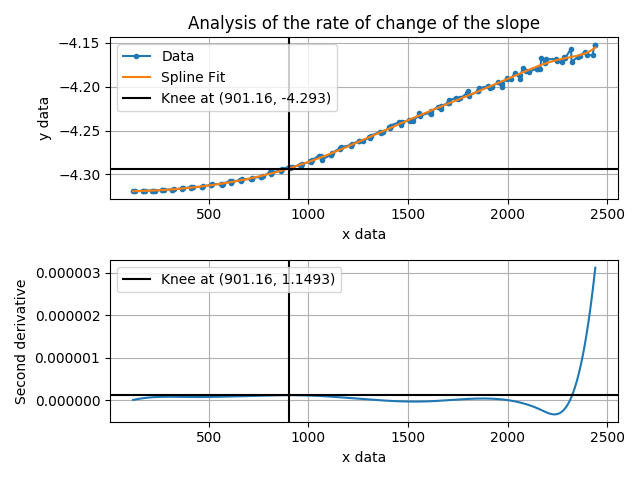 Analysis of the rate of change of the slope
−4.15
−4.20
−4.25
−4.30
y data
Data
Spline Fit
Knee at (901.16, -4.293)
500
1000
1500
2000
2500
x data
0.000003
0.000002
0.000001
0.000000
Second derivative
Knee at (901.16, 1.1493)
500
1000
1500
2000
2500
x data